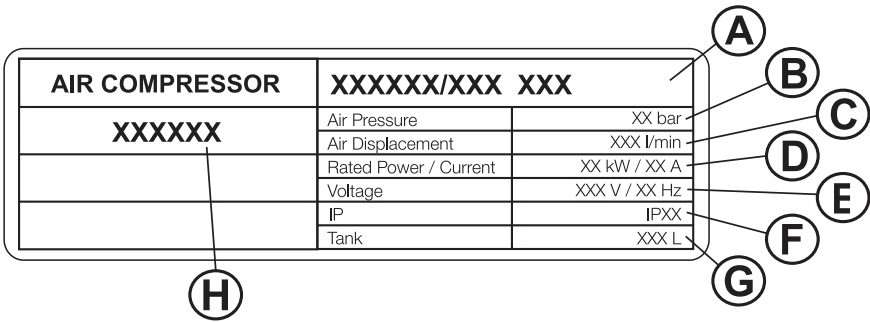 A
AIR COMPRESSOR XXXXXX/XXX XXX
B
XXXXXX
Air Pressure XX bar
C
Air Displacement XXX l/min
Rated Power / Current XX kW / XX A
D
Voltage XXX V / XX Hz
E
IP IPXX
F
Tank XXX L
G
H